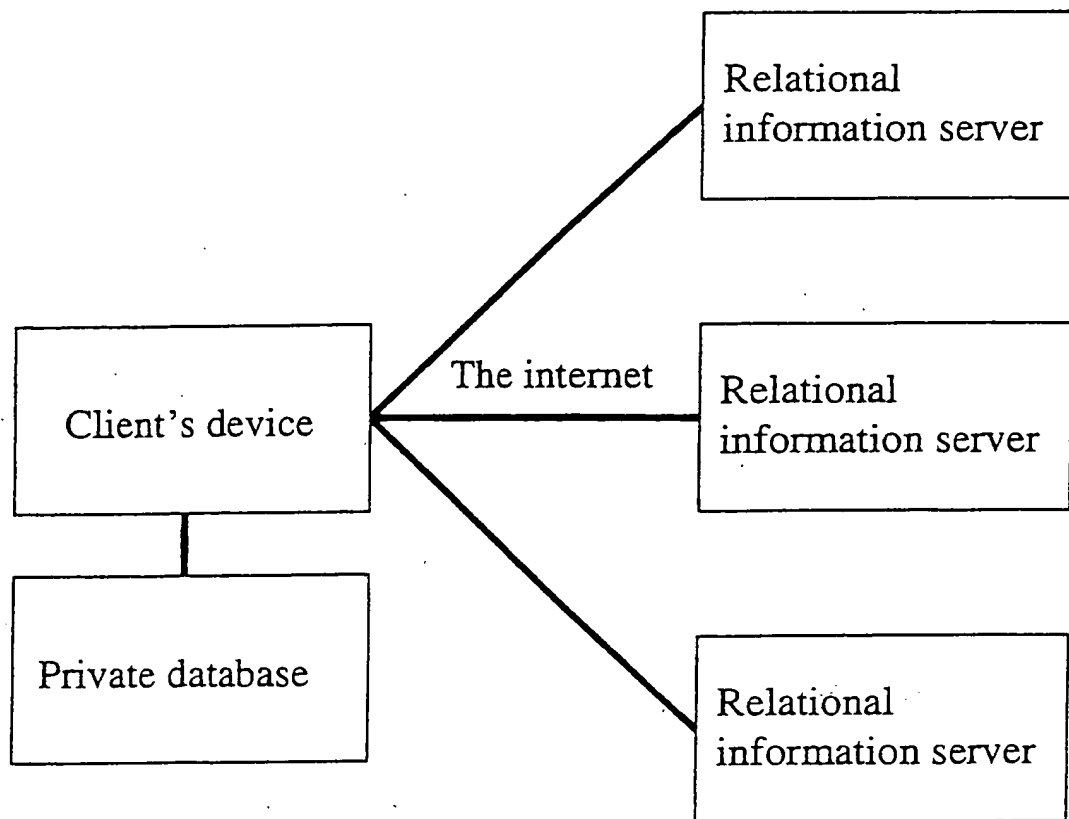 Relational
information server
The internet
Client's device
Relational
information server
Private database
Relational
information server